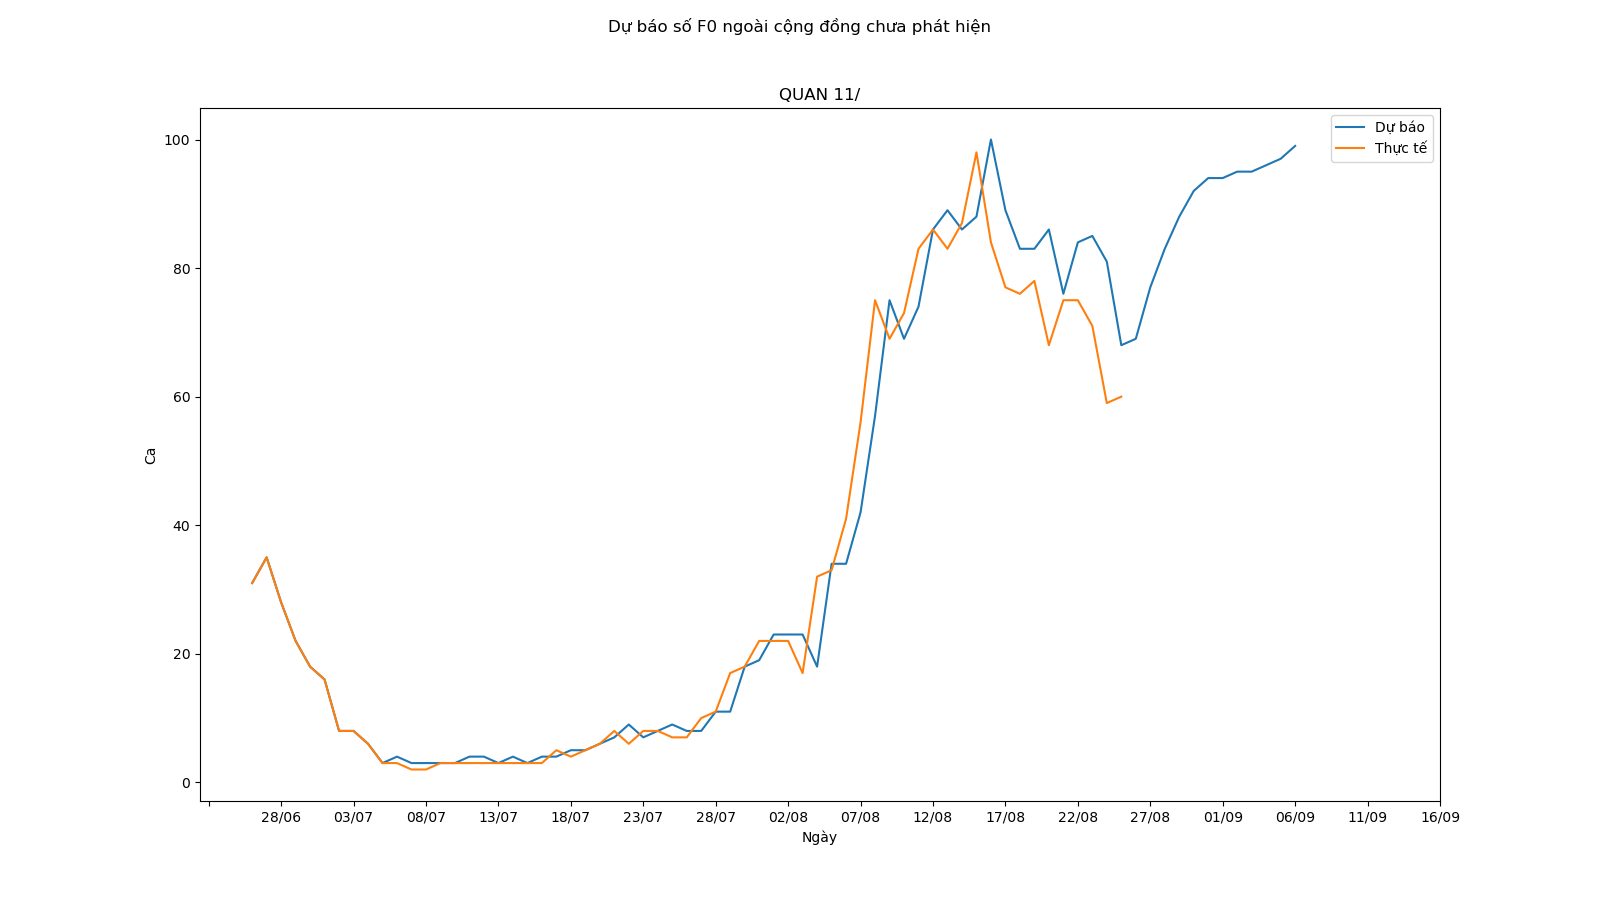 Dự báo số F0 ngoài cộng đồng chưa phát hiện
QUAN 11/
Dự báo
Thực tế
100
80
60
40
20
0
Ca
28/06 03/07 08/07 13/07 18/07 23/07 28/07 02/08 07/08 12/08 17/08 22/08 27/08 01/09 06/09 11/09 16/09
Ngày